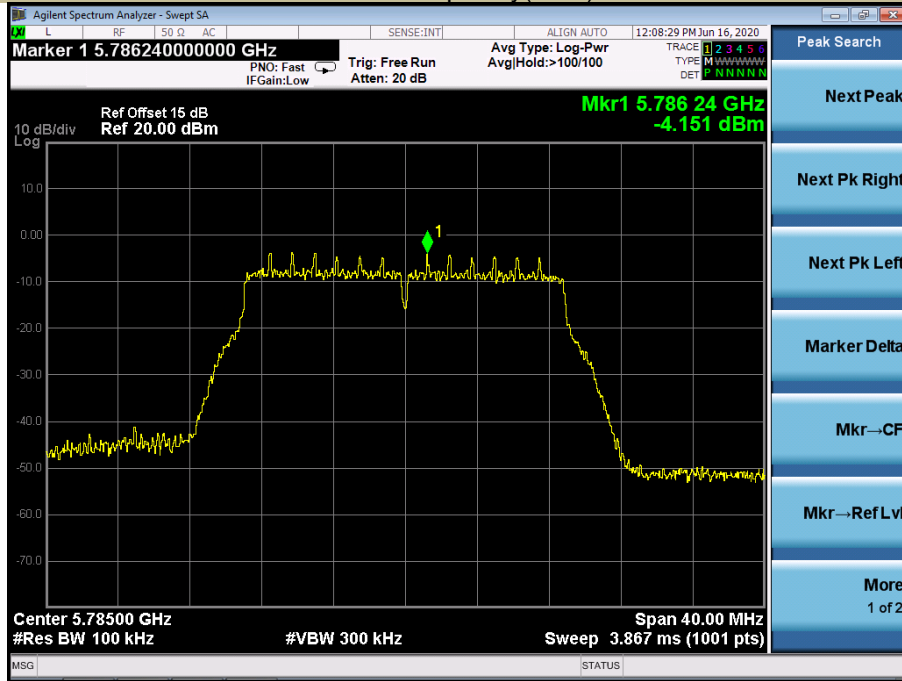 Agilent Spectrum Analyzer - Swept SA
LXI L RF 50 Ω AC SENSE:INT ALIGN AUTO 12:08:29 PM Jun 16, 2020
Marker 1 5.786240000000 GHz
PNO: Fast
IFGain:Low
Trig: Free Run
Atten: 20 dB
Avg Type: Log-Pwr
Avg|Hold:>100/100
TRACE 1 2 3 4 5 6
TYPE M WWWWW
DET P N N N N N
Peak Search
Mkr1 5.786 24 GHz
-4.151 dBm
Ref Offset 15 dB
10 dB/div Ref 20.00 dBm
Log
10.0
0.00
-10.0
-20.0
-30.0
-40.0
-50.0
-60.0
-70.0
1
Next Peak
Next Pk Right
Next Pk Left
Marker Delta
Mkr→CF
Mkr→Ref Lvl
More
1 of 2
Center 5.78500 GHz Span 40.00 MHz
#Res BW 100 kHz #VBW 300 kHz Sweep 3.867 ms (1001 pts)
MSG STATUS